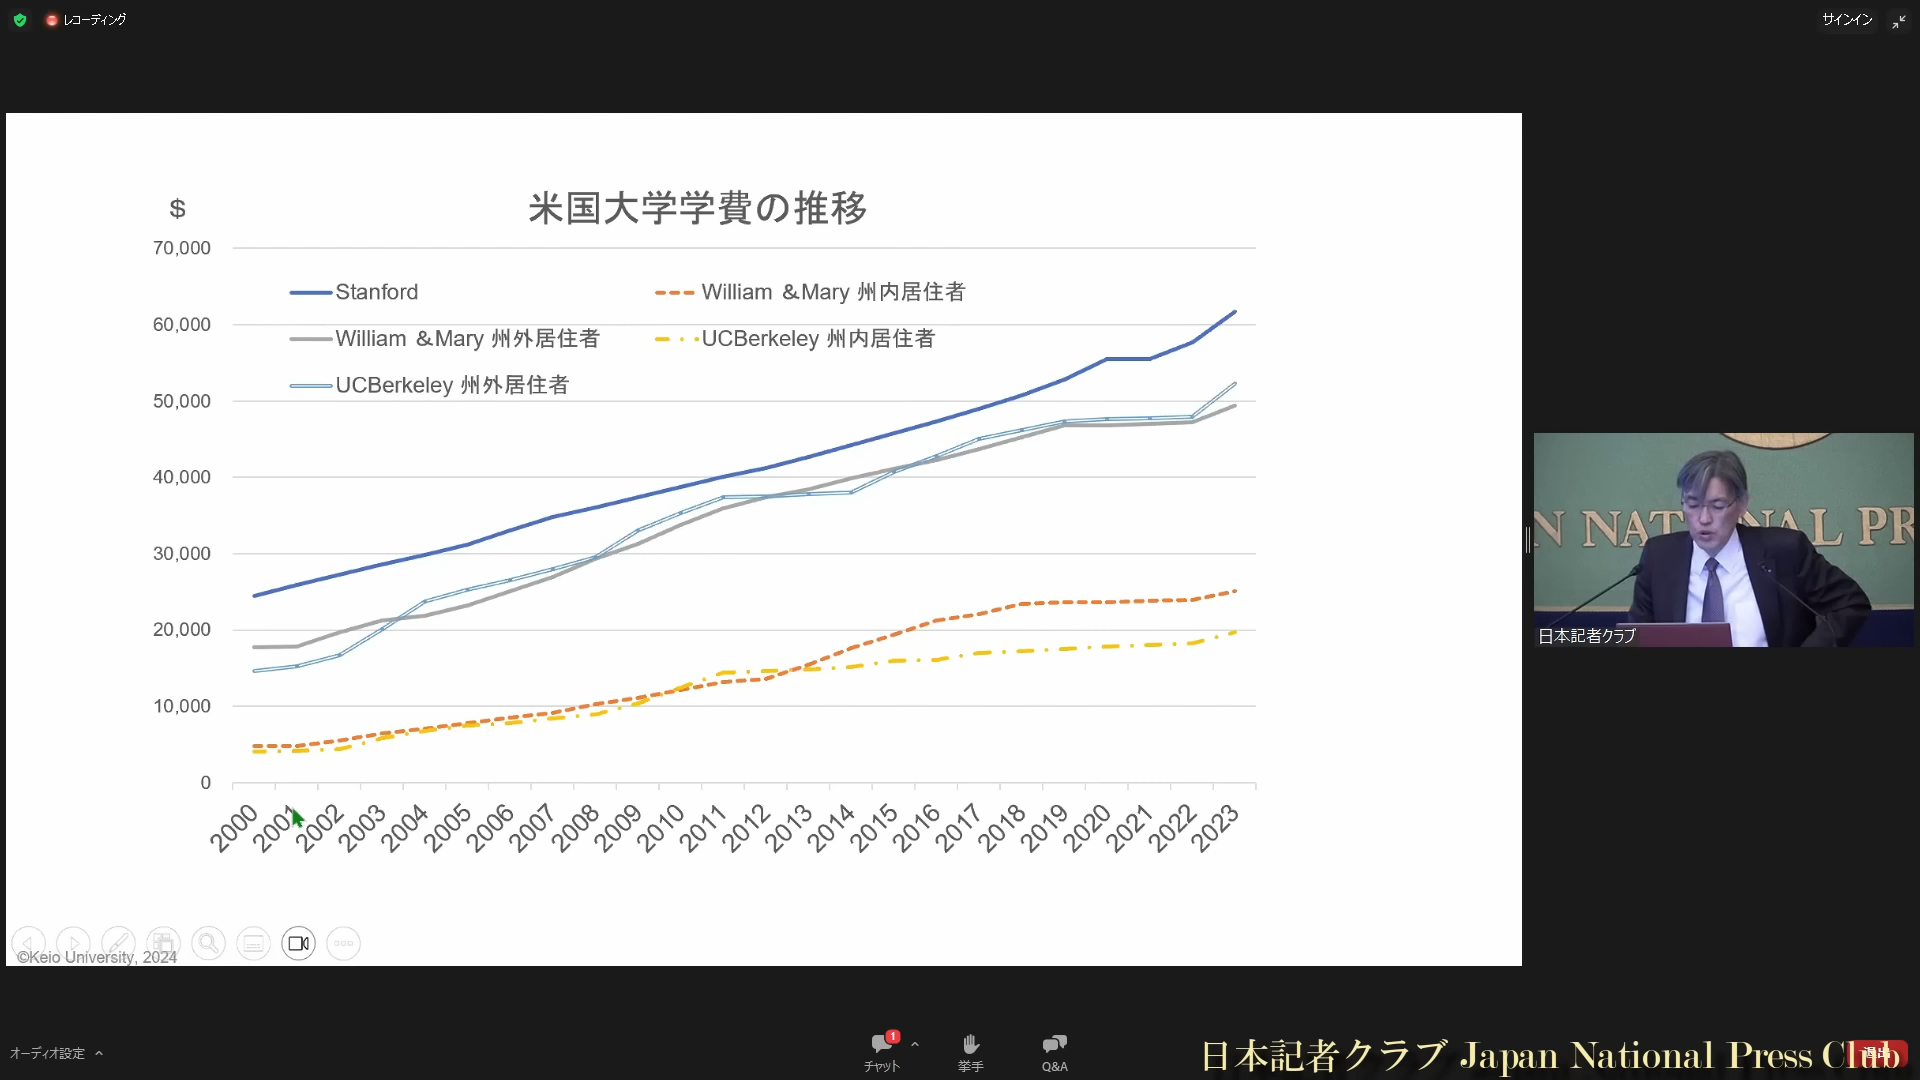 レコーディング
サインイン
$
米国大学学費の推移
70,000
60,000
50,000
40,000
30,000
20,000
10,000
0
Stanford
William &Mary 州内居住者
William &Mary 州外居住者
UCBerkeley 州内居住者
UCBerkeley 州外居住者
2000 2001 2002 2003 2004 2005 2006 2007 2008 2009 2010 2011 2012 2013 2014 2015 2016 2017 2018 2019 2020 2021 2022 2023
©Keio University, 2024
N NATIONAL PR
日本記者クラブ
オーディオ設定
1
チャット
挙手
Q&A
日本記者クラブ Japan National Press Club
退出